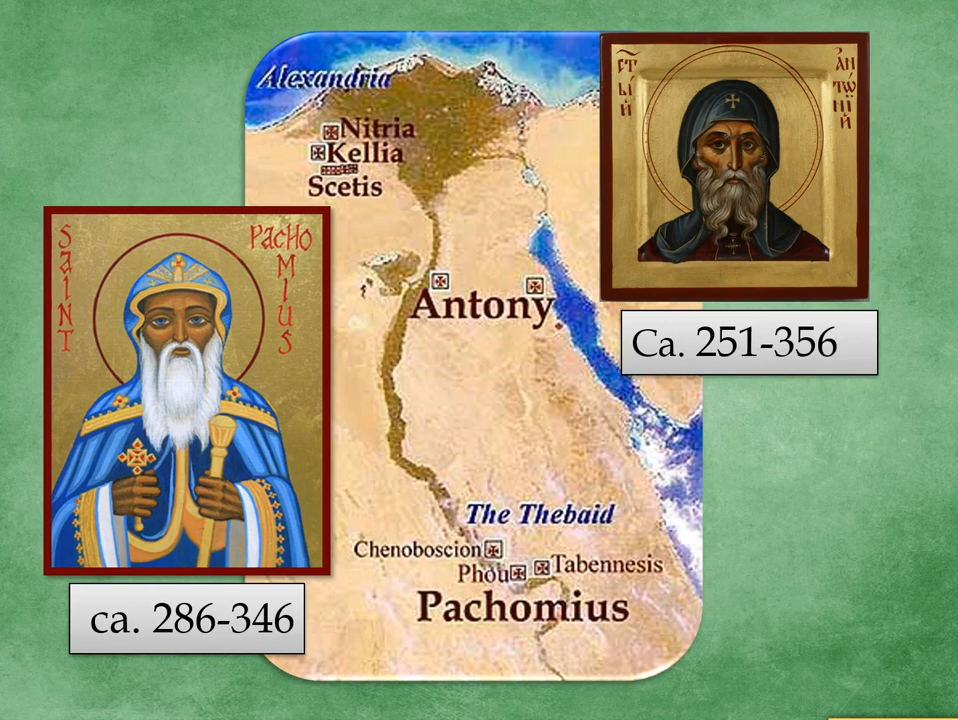 Alexandria
Nitria
Kellia
Scetis
Antony
The Thebaid
Chenoboscion
Phou
Tabennesis
Pachomius
SAINT
PACHOMIUS
ca. 286-346
Ca. 251-356